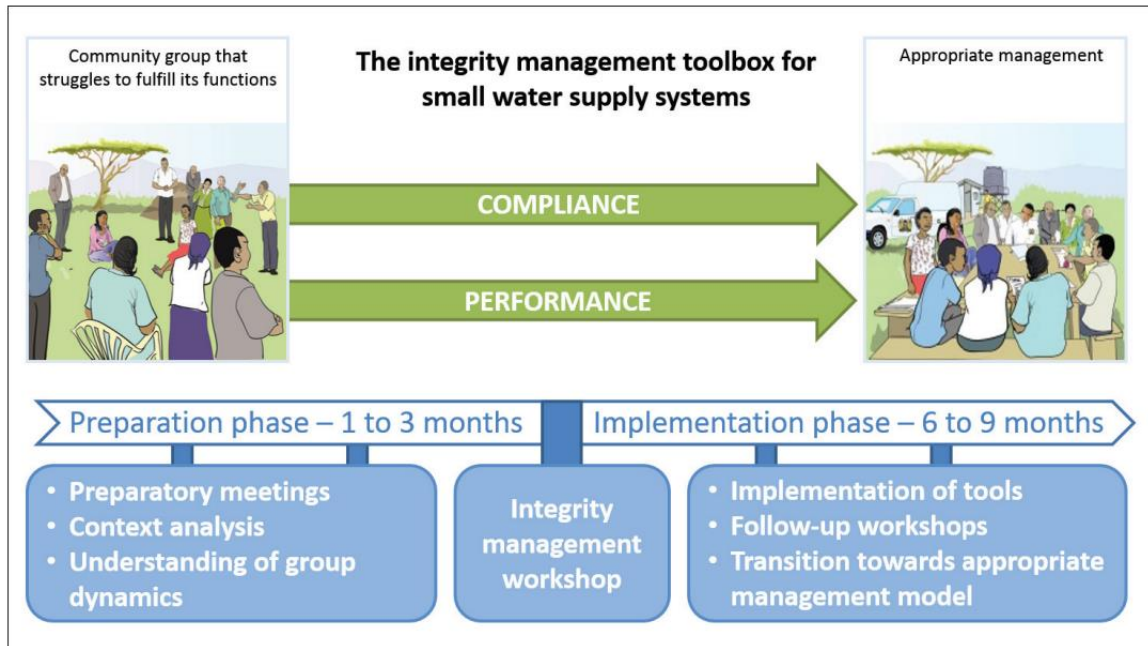 Community group that
struggles to fulfill its functions
The integrity management toolbox for
small water supply systems
Appropriate management
COMPLIANCE
PERFORMANCE
Preparation phase – 1 to 3 months
Implementation phase – 6 to 9 months
• Preparatory meetings
• Context analysis
• Understanding of group
dynamics
Integrity
management
workshop
• Implementation of tools
• Follow-up workshops
• Transition towards appropriate
management model